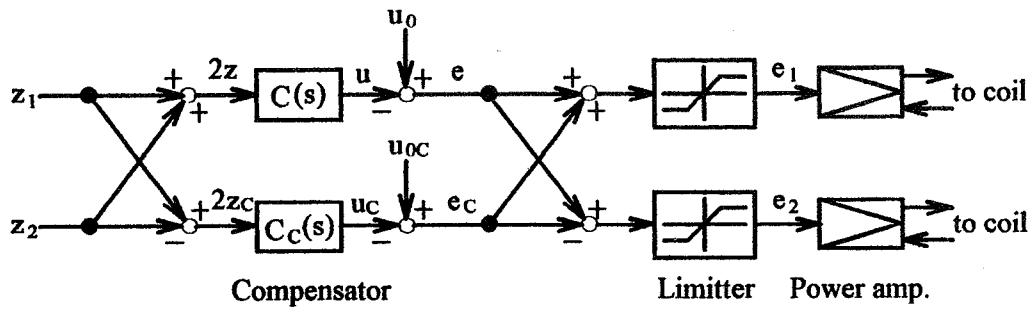 u₀
z₁ + + 2z C(s) u − + e + + e₁ to coil
u₀C
z₂ + − 2zC CC(s) uC − + eC + − e₂ to coil
Compensator Limitter Power amp.